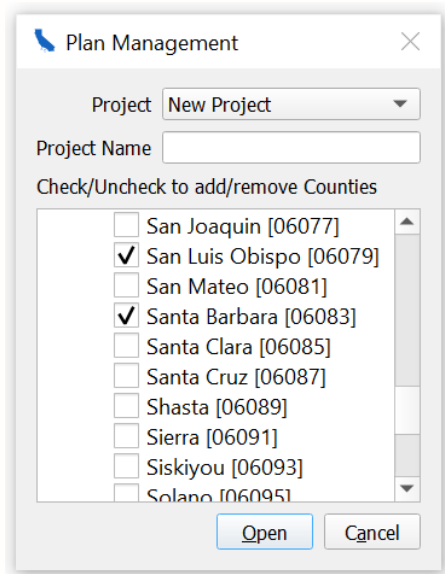 Plan Management
Project New Project
Project Name
Check/Uncheck to add/remove Counties
San Joaquin [06077]
San Luis Obispo [06079]
San Mateo [06081]
Santa Barbara [06083]
Santa Clara [06085]
Santa Cruz [06087]
Shasta [06089]
Sierra [06091]
Siskiyou [06093]
Solano [06095]
Open Cancel